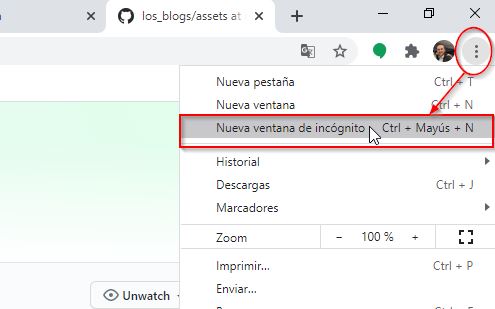 los_blogs/assets at
Nueva pestaña Ctrl + T
Nueva ventana Ctrl + N
Nueva ventana de incógnito Ctrl + Mayús + N
Historial
Descargas Ctrl + J
Marcadores
Zoom − 100 % +
Imprimir... Ctrl + P
Enviar...
Unwatch